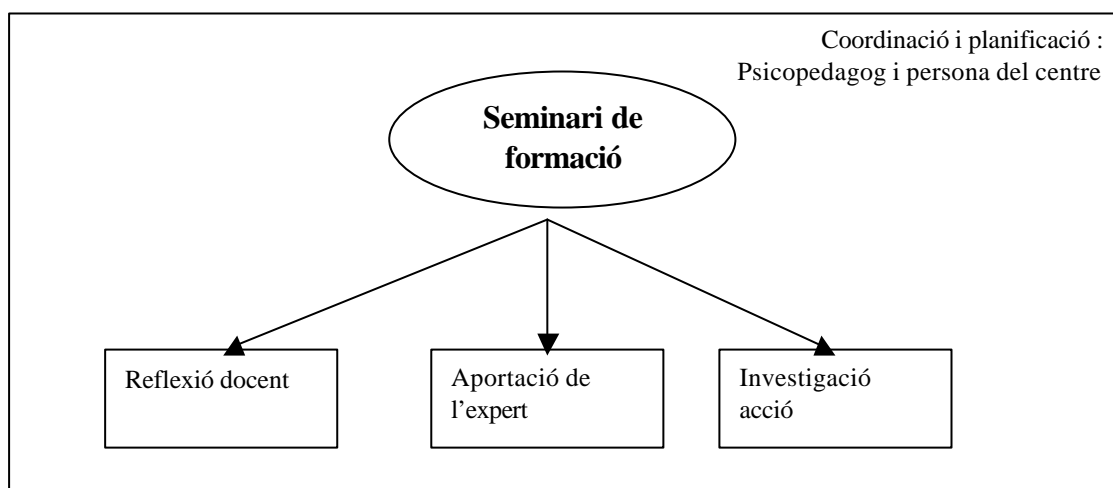 Coordinació i planificació :
Psicopedagog i persona del centre
Seminari de
formació
Reflexió docent
Aportació de
l’expert
Investigació
acció